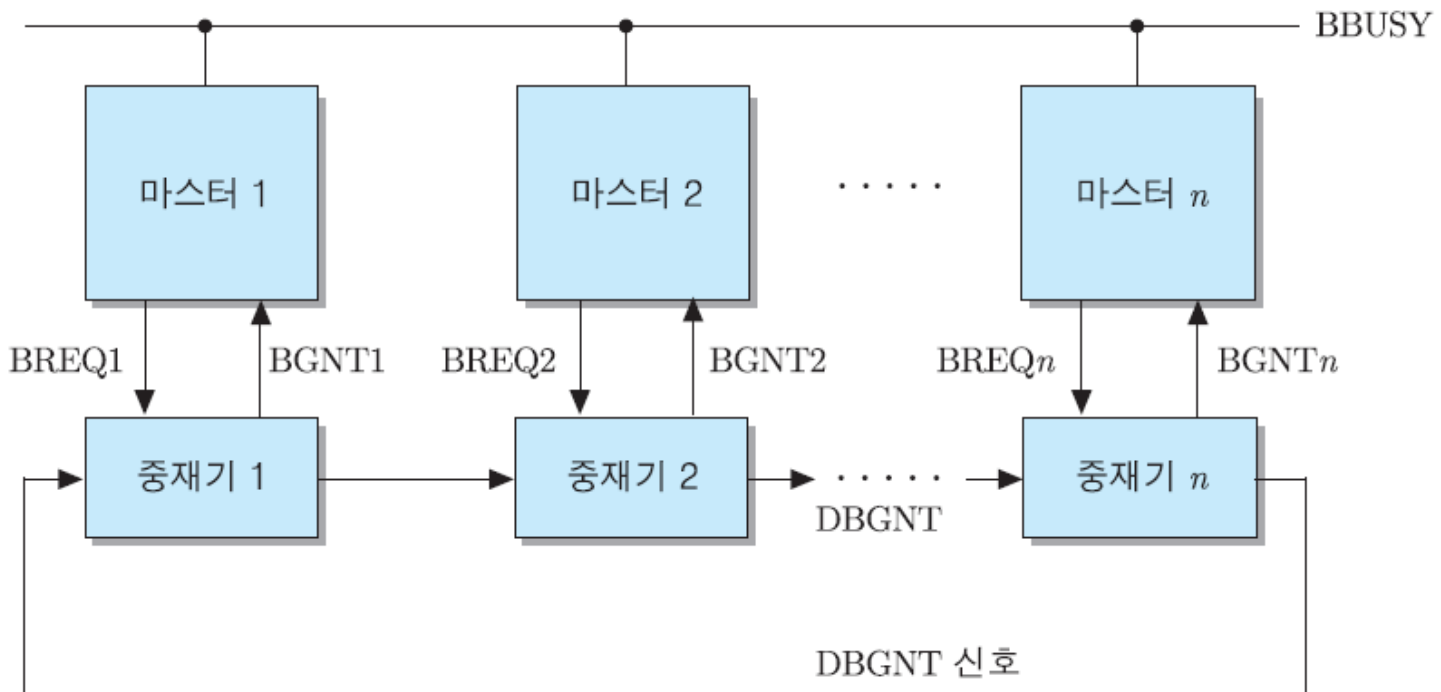 BBUSY
마스터 1
마스터 2
· · · · ·
마스터 n
BREQ1
BGNT1
BREQ2
BGNT2
BREQn
BGNTn
중재기 1
중재기 2
· · · · ·
중재기 n
DBGNT
DBGNT 신호